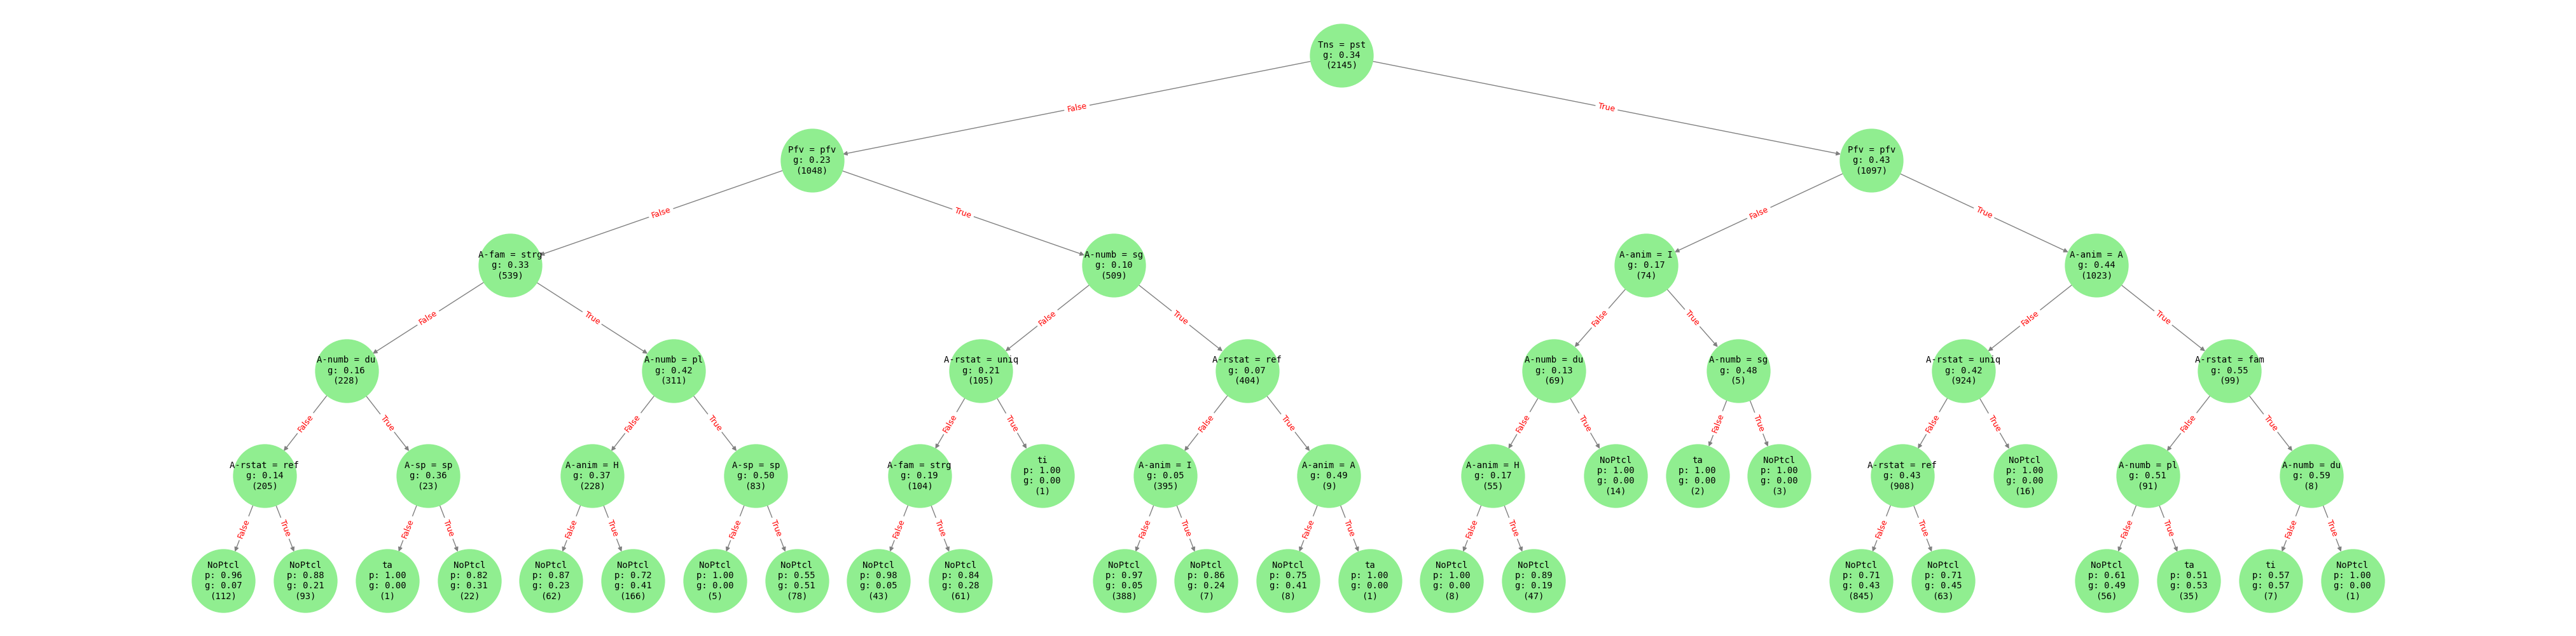 Tns = pst
g: 0.34
(2145)
False
True
Pfv = pfv
g: 0.23
(1048)
Pfv = pfv
g: 0.43
(1097)
False
True
False
True
A-fam = strg
g: 0.33
(539)
A-numb = sg
g: 0.10
(509)
A-anim = I
g: 0.17
(74)
A-anim = A
g: 0.44
(1023)
False
True
False
True
False
True
False
True
A-numb = du
g: 0.16
(228)
A-numb = pl
g: 0.42
(311)
A-rstat = uniq
g: 0.21
(105)
A-rstat = ref
g: 0.07
(404)
A-numb = du
g: 0.13
(69)
A-numb = sg
g: 0.48
(5)
A-rstat = uniq
g: 0.42
(924)
A-rstat = fam
g: 0.55
(99)
False
True
False
True
False
True
False
True
False
True
False
True
False
True
False
True
A-rstat = ref
g: 0.14
(205)
A-sp = sp
g: 0.36
(23)
A-anim = H
g: 0.37
(228)
A-sp = sp
g: 0.50
(83)
A-fam = strg
g: 0.19
(104)
ti
p: 1.00
g: 0.00
(1)
A-anim = I
g: 0.05
(395)
A-anim = A
g: 0.49
(9)
A-anim = H
g: 0.17
(55)
NoPtcl
p: 1.00
g: 0.00
(14)
ta
p: 1.00
g: 0.00
(2)
NoPtcl
p: 1.00
g: 0.00
(3)
A-rstat = ref
g: 0.43
(908)
NoPtcl
p: 1.00
g: 0.00
(16)
A-numb = pl
g: 0.51
(91)
A-numb = du
g: 0.59
(8)
False
True
False
True
False
True
False
True
False
True
False
True
False
True
False
True
False
True
False
True
False
True
NoPtcl
p: 0.96
g: 0.07
(112)
NoPtcl
p: 0.88
g: 0.21
(93)
ta
p: 1.00
g: 0.00
(1)
NoPtcl
p: 0.82
g: 0.31
(22)
NoPtcl
p: 0.87
g: 0.23
(62)
NoPtcl
p: 0.72
g: 0.41
(166)
NoPtcl
p: 1.00
g: 0.00
(5)
NoPtcl
p: 0.55
g: 0.51
(78)
NoPtcl
p: 0.98
g: 0.05
(43)
NoPtcl
p: 0.84
g: 0.28
(61)
NoPtcl
p: 0.97
g: 0.05
(388)
NoPtcl
p: 0.86
g: 0.24
(7)
NoPtcl
p: 0.75
g: 0.41
(8)
ta
p: 1.00
g: 0.00
(1)
NoPtcl
p: 1.00
g: 0.00
(8)
NoPtcl
p: 0.89
g: 0.19
(47)
NoPtcl
p: 0.71
g: 0.43
(845)
NoPtcl
p: 0.71
g: 0.45
(63)
NoPtcl
p: 0.61
g: 0.49
(56)
ta
p: 0.51
g: 0.53
(35)
ti
p: 0.57
g: 0.57
(7)
NoPtcl
p: 1.00
g: 0.00
(1)